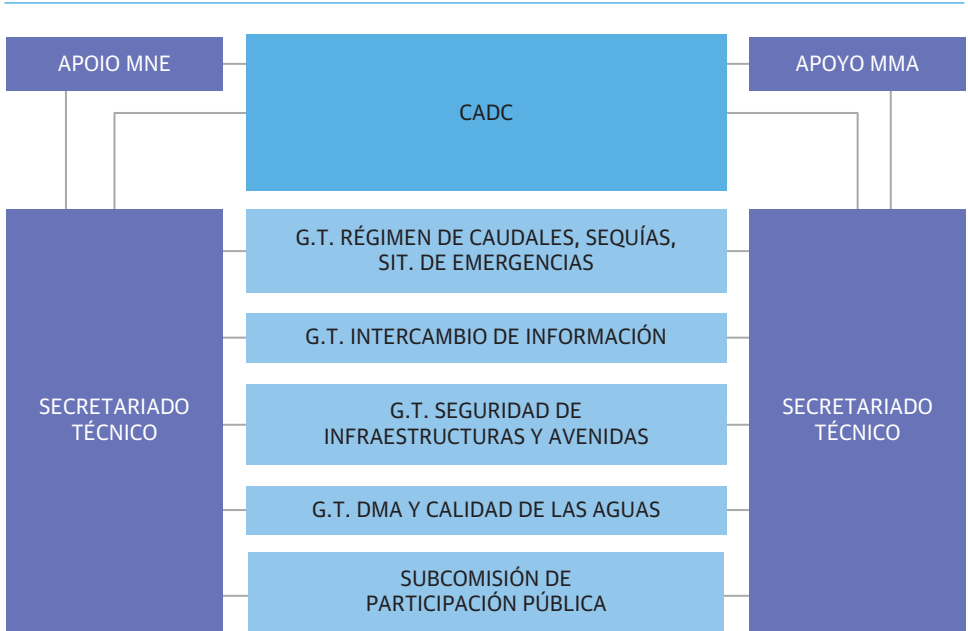 APOIO MNE
CADC
APOYO MMA
SECRETARIADO
TÉCNICO
G.T. RÉGIMEN DE CAUDALES, SEQUÍAS,
SIT. DE EMERGENCIAS
G.T. INTERCAMBIO DE INFORMACIÓN
G.T. SEGURIDAD DE
INFRAESTRUCTURAS Y AVENIDAS
G.T. DMA Y CALIDAD DE LAS AGUAS
SUBCOMISIÓN DE
PARTICIPACIÓN PÚBLICA
SECRETARIADO
TÉCNICO